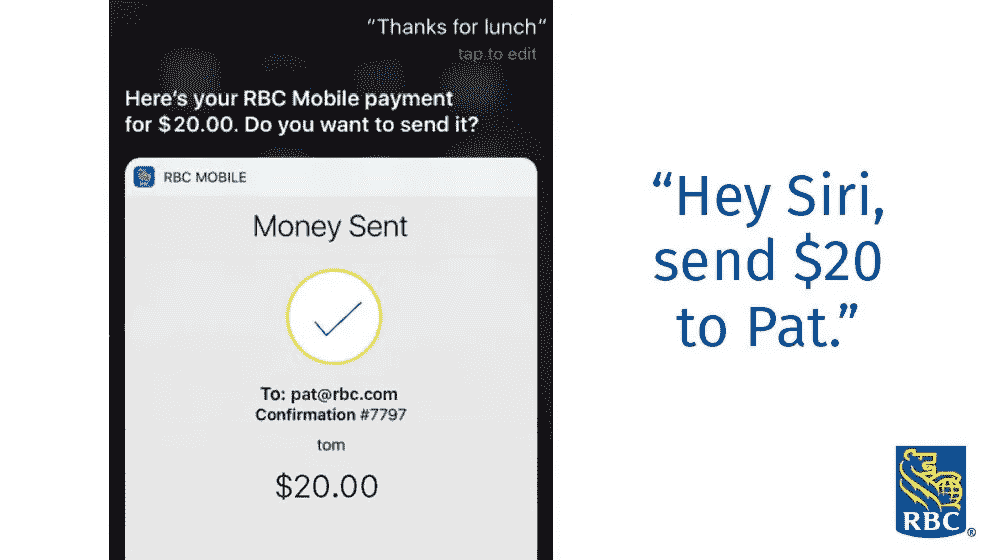 “Thanks for lunch“
tap to edit
Here's your RBC Mobile payment
for $20.00. Do you want to send it?
RBC MOBILE
Money Sent
To: pat@rbc.com
Confirmation #7797
tom
$20.00
“Hey Siri,
send $20
to Pat.”
RBC
®